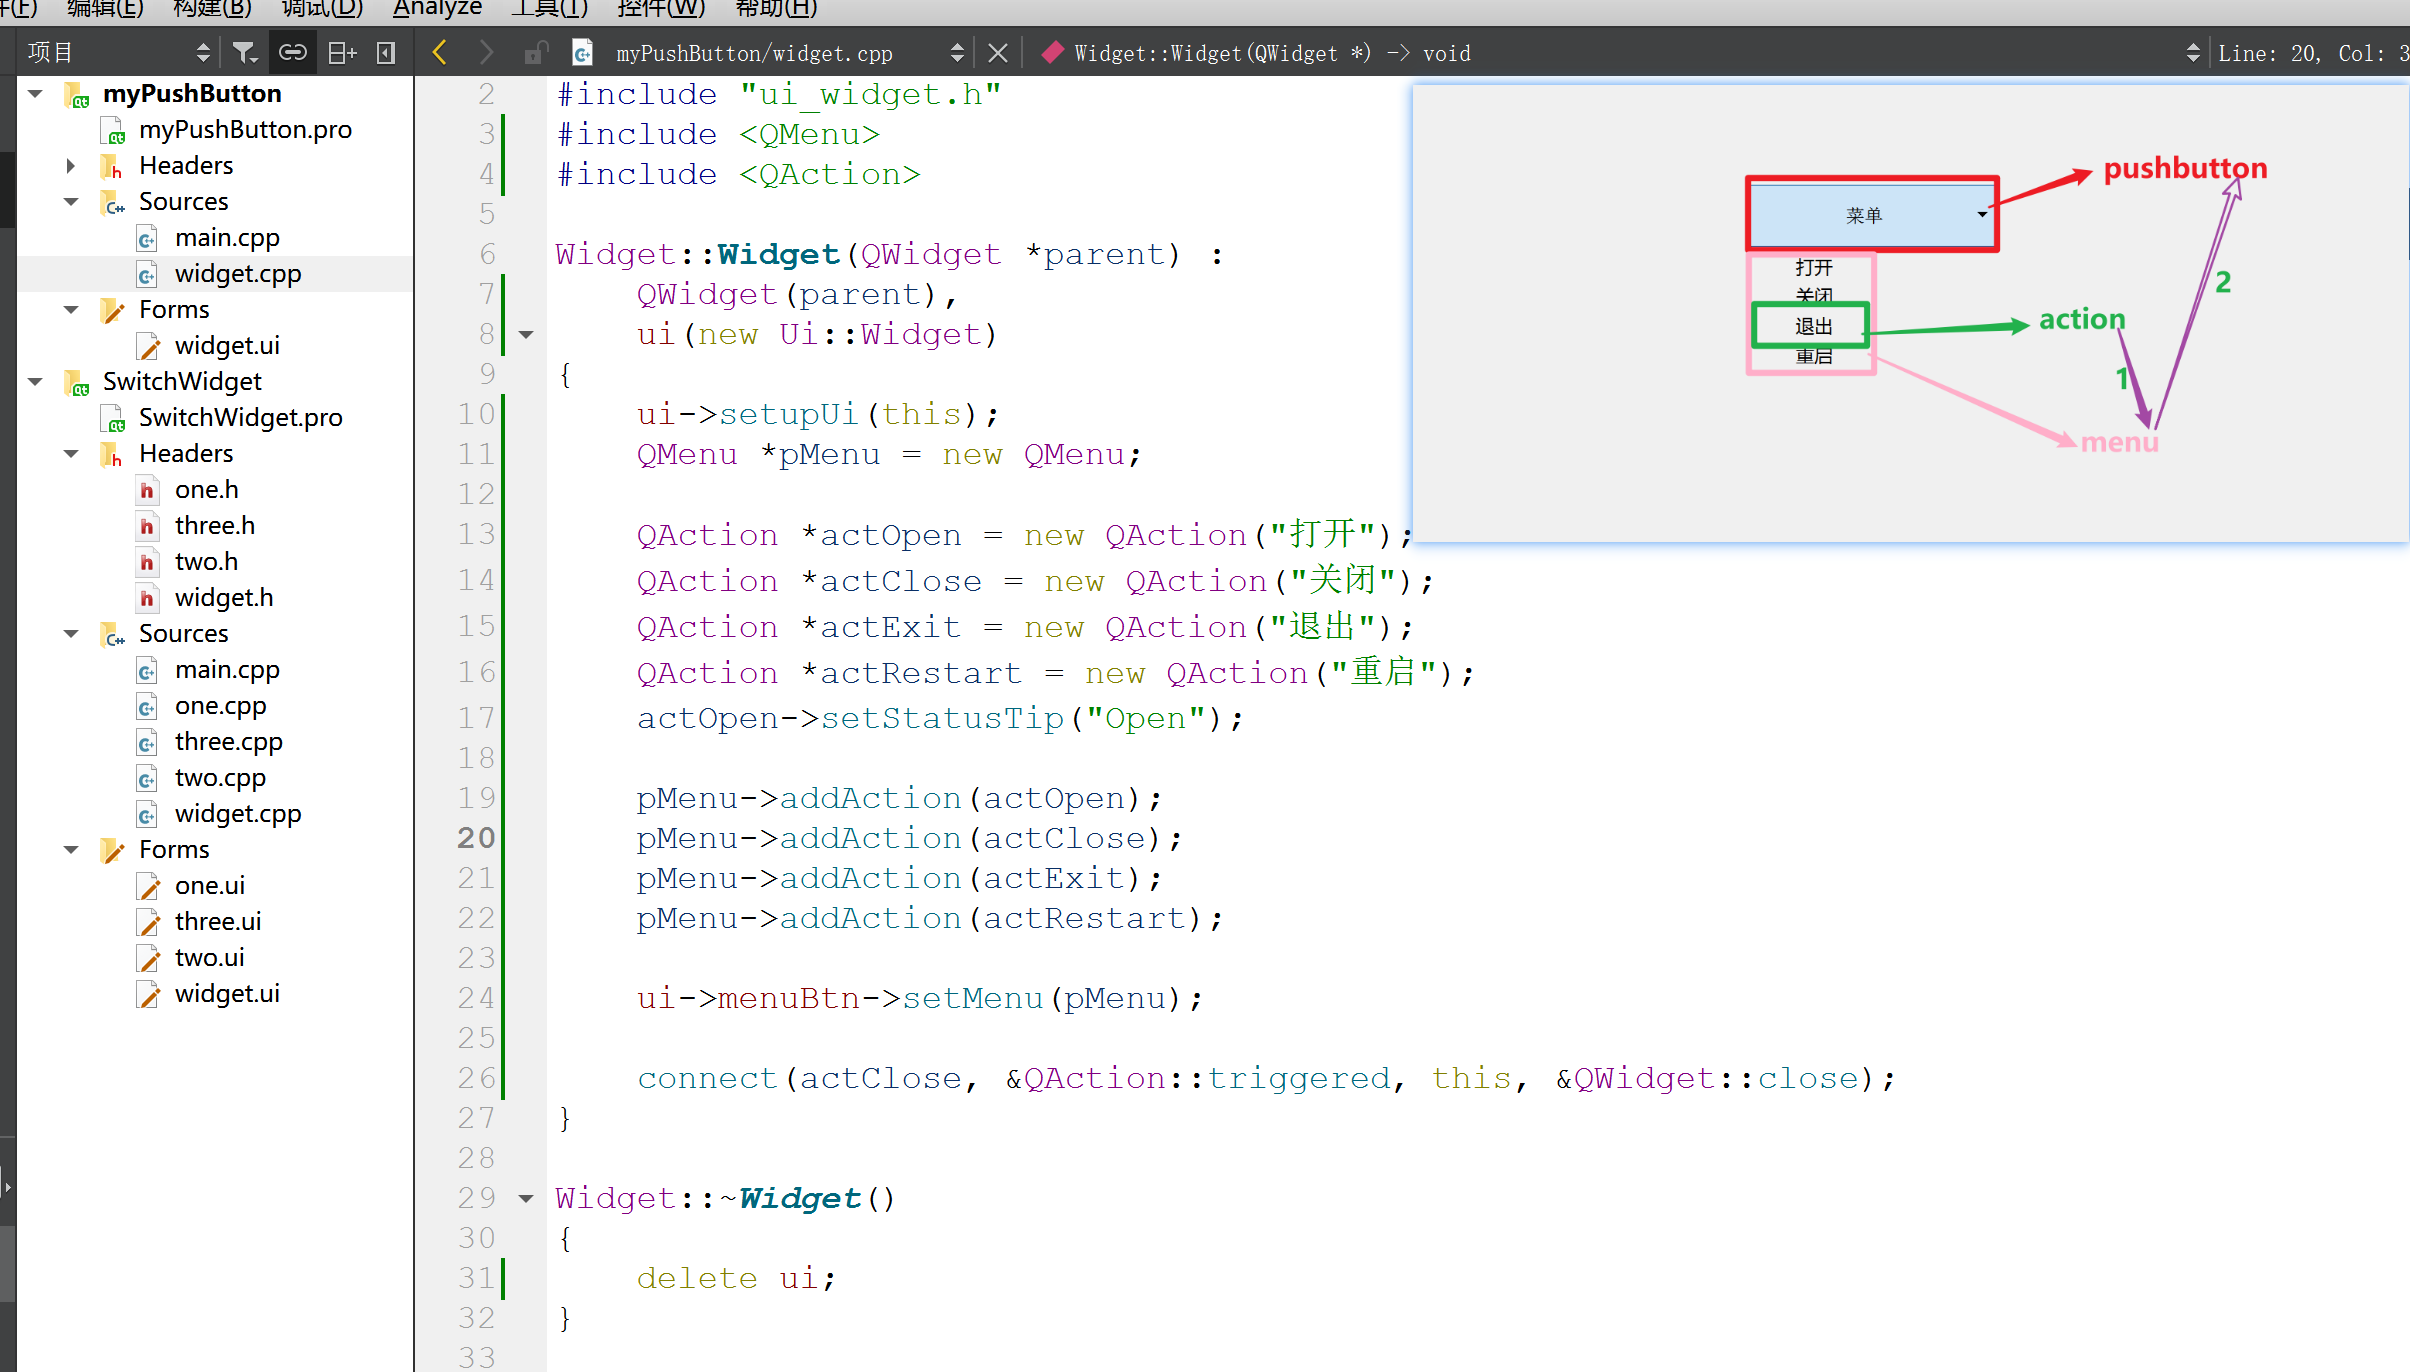 件(F) 编辑(E) 构建(B) 调试(D) Analyze 工具(T) 控件(W) 帮助(H)
项目 myPushButton/widget.cpp Widget::Widget(QWidget *) -> void Line: 20, Col: 3
myPushButton
myPushButton.pro
Headers
Sources
main.cpp
widget.cpp
Forms
widget.ui
SwitchWidget
SwitchWidget.pro
Headers
one.h
three.h
two.h
widget.h
Sources
main.cpp
one.cpp
three.cpp
two.cpp
widget.cpp
Forms
one.ui
three.ui
two.ui
widget.ui
2 #include "ui_widget.h"
3 #include <QMenu>
4 #include <QAction>
5
6 Widget::Widget(QWidget *parent) :
7 QWidget(parent),
8 ui(new Ui::Widget)
9 {
10 ui->setupUi(this);
11 QMenu *pMenu = new QMenu;
12
13 QAction *actOpen = new QAction("打开");
14 QAction *actClose = new QAction("关闭");
15 QAction *actExit = new QAction("退出");
16 QAction *actRestart = new QAction("重启");
17 actOpen->setStatusTip("Open");
18
19 pMenu->addAction(actOpen);
20 pMenu->addAction(actClose);
21 pMenu->addAction(actExit);
22 pMenu->addAction(actRestart);
23
24 ui->menuBtn->setMenu(pMenu);
25
26 connect(actClose, &QAction::triggered, this, &QWidget::close);
27 }
28
29 Widget::~Widget()
30 {
31 delete ui;
32 }
33
pushbutton
菜单
打开
关闭
2
退出
action
重启
1
menu